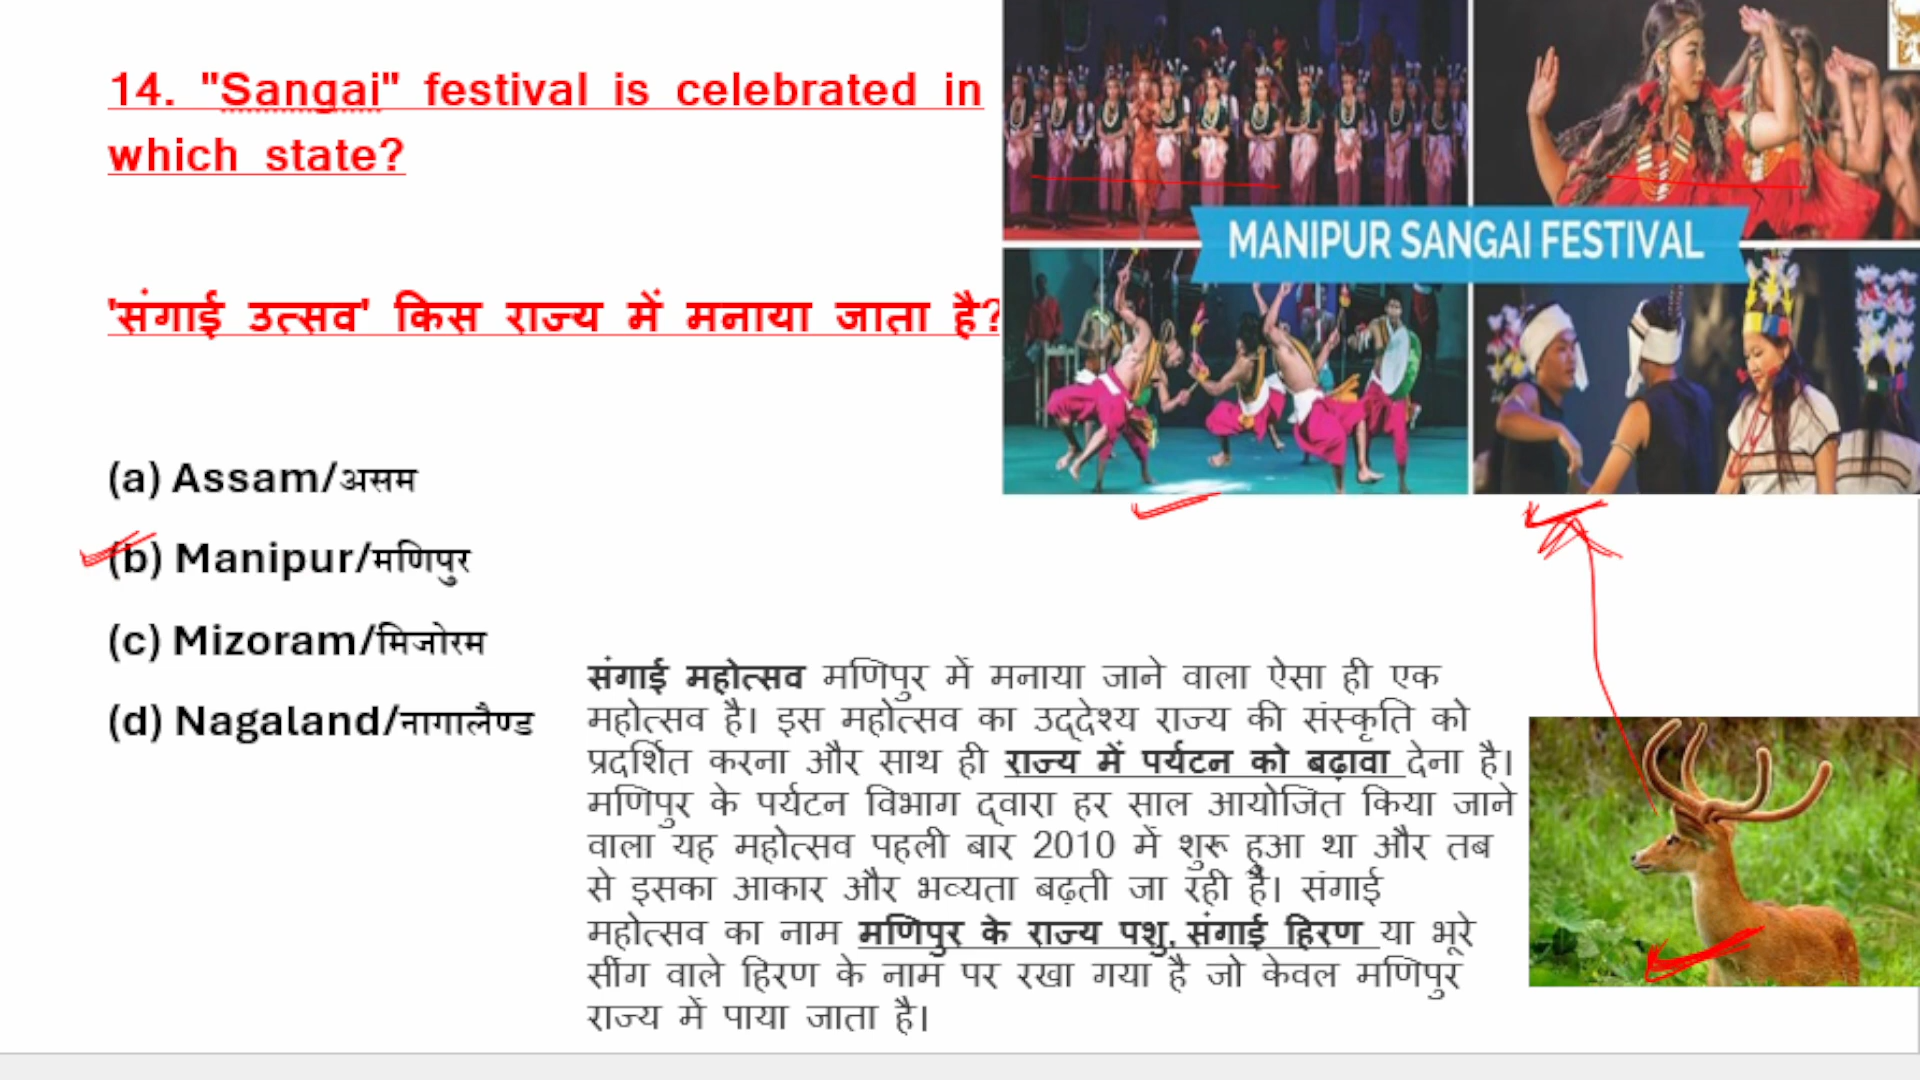 14. "Sangai" festival is celebrated in
which state?
'संगाई उत्सव' किस राज्य में मनाया जाता है?
(a) Assam/असम
(b) Manipur/मणिपुर
(c) Mizoram/मिजोरम
(d) Nagaland/नागालैण्ड
MANIPUR SANGAI FESTIVAL
संगाई महोत्सव मणिपुर में मनाया जाने वाला ऐसा ही एक
महोत्सव है। इस महोत्सव का उद्देश्य राज्य की संस्कृति को
प्रदर्शित करना और साथ ही राज्य में पर्यटन को बढ़ावा देना है।
मणिपुर के पर्यटन विभाग द्वारा हर साल आयोजित किया जाने
वाला यह महोत्सव पहली बार 2010 में शुरू हुआ था और तब
से इसका आकार और भव्यता बढ़ती जा रही है। संगाई
महोत्सव का नाम मणिपुर के राज्य पशु, संगाई हिरण या भूरे
सींग वाले हिरण के नाम पर रखा गया है जो केवल मणिपुर
राज्य में पाया जाता है।